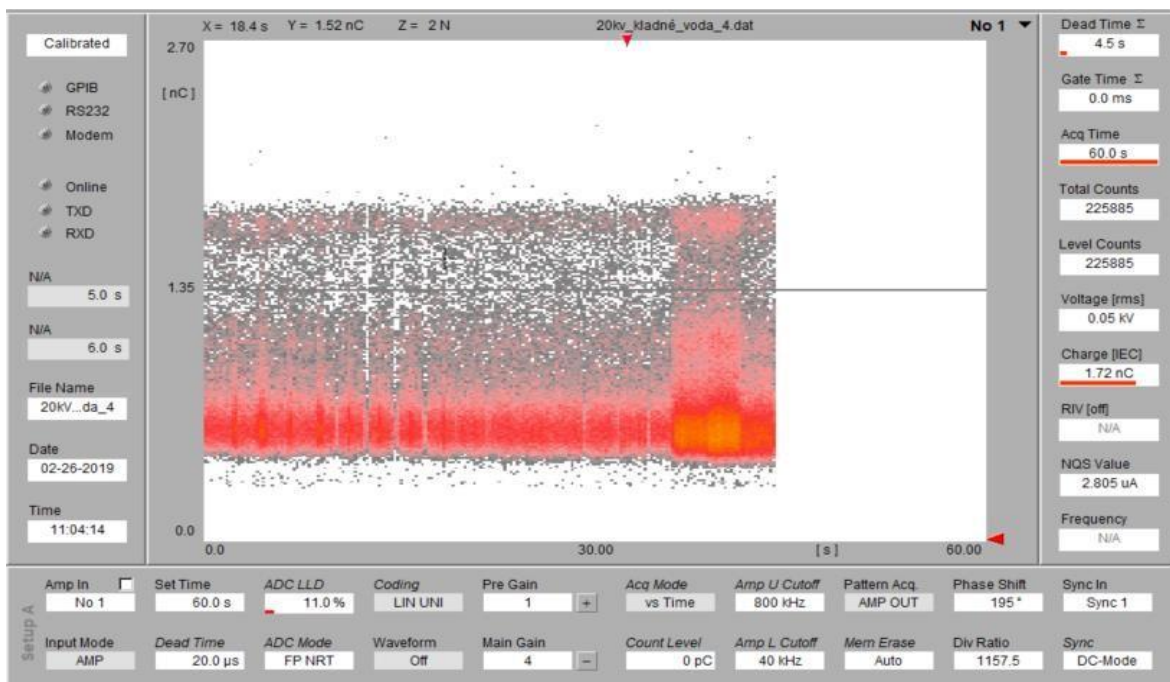 X = 18.4 s Y = 1.52 nC Z = 2 N 20kv_kladné_voda_4.dat No 1
Calibrated
GPIB
RS232
Modem
Online
TXD
RXD
N/A
5.0 s
N/A
6.0 s
File Name
20kV...da_4
Date
02-26-2019
Time
11:04:14
2.70
[nC]
1.35
0.0
0.0 30.00 [s] 60.00
Dead Time Σ
4.5 s
Gate Time Σ
0.0 ms
Acq Time
60.0 s
Total Counts
225885
Level Counts
225885
Voltage [rms]
0.05 kV
Charge [IEC]
1.72 nC
RIV [off]
N/A
NQS Value
2.805 uA
Frequency
N/A
Setup A
Amp In Set Time ADC LLD Coding Pre Gain Acq Mode Amp U Cutoff Pattern Acq. Phase Shift Sync In
No 1 60.0 s 11.0 % LIN UNI 1 + vs Time 800 kHz AMP OUT 195 ° Sync 1
Input Mode Dead Time ADC Mode Waveform Main Gain Count Level Amp L Cutoff Mem Erase Div Ratio Sync
AMP 20.0 µs FP NRT Off 4 − 0 pC 40 kHz Auto 1157.5 DC-Mode